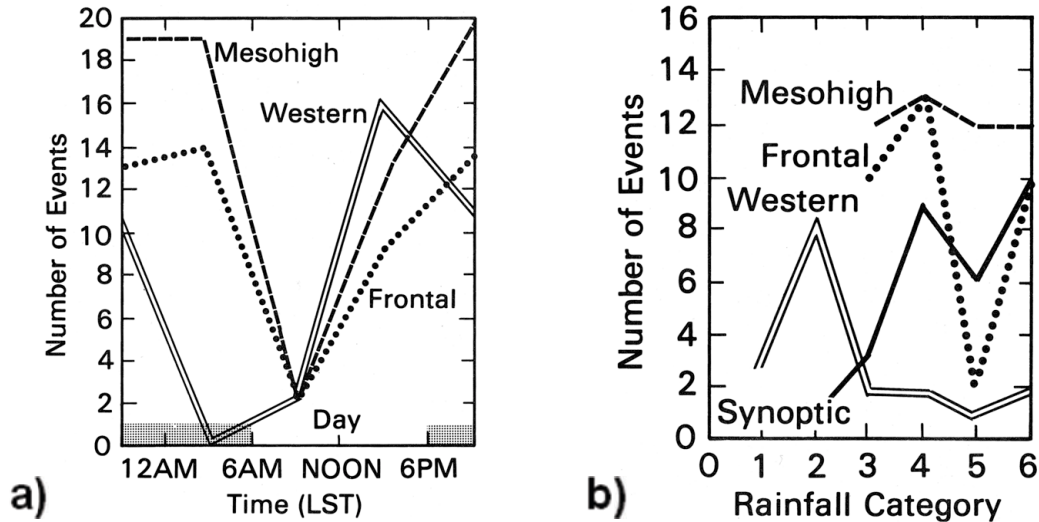 20
18
16
14
12
10
8
6
4
2
0
Number of Events
Mesohigh
Western
Frontal
Day
12AM 6AM NOON 6PM
Time (LST)
a)
16
14
12
10
8
6
4
2
0
Number of Events
Mesohigh
Frontal
Western
Synoptic
0 1 2 3 4 5 6
Rainfall Category
b)